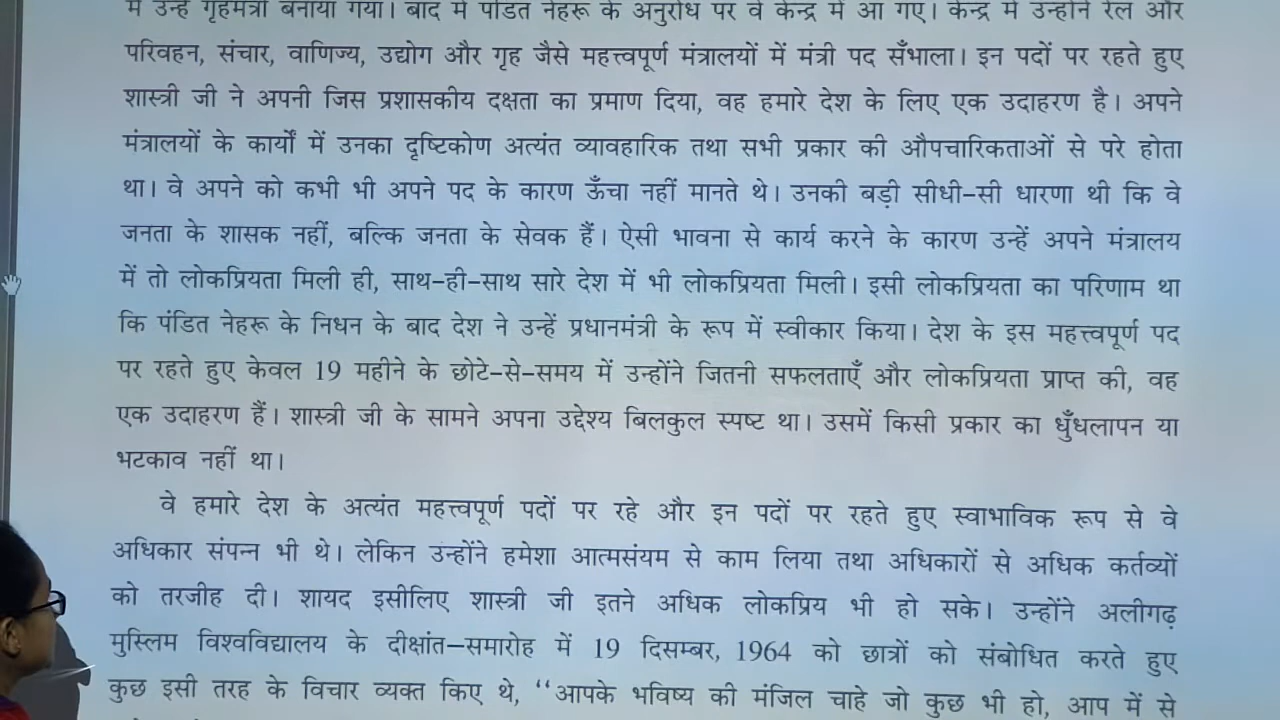 में उन्हें गृहमंत्री बनाया गया। बाद में पंडित नेहरू के अनुरोध पर वे केन्द्र में आ गए। केन्द्र में उन्होंने रेल और
परिवहन, संचार, वाणिज्य, उद्योग और गृह जैसे महत्त्वपूर्ण मंत्रालयों में मंत्री पद सँभाला। इन पदों पर रहते हुए
शास्त्री जी ने अपनी जिस प्रशासकीय दक्षता का प्रमाण दिया, वह हमारे देश के लिए एक उदाहरण है। अपने
मंत्रालयों के कार्यों में उनका दृष्टिकोण अत्यंत व्यावहारिक तथा सभी प्रकार की औपचारिकताओं से परे होता
था। वे अपने को कभी भी अपने पद के कारण ऊँचा नहीं मानते थे। उनकी बड़ी सीधी-सी धारणा थी कि वे
जनता के शासक नहीं, बल्कि जनता के सेवक हैं। ऐसी भावना से कार्य करने के कारण उन्हें अपने मंत्रालय
में तो लोकप्रियता मिली ही, साथ-ही-साथ सारे देश में भी लोकप्रियता मिली। इसी लोकप्रियता का परिणाम था
कि पंडित नेहरू के निधन के बाद देश ने उन्हें प्रधानमंत्री के रूप में स्वीकार किया। देश के इस महत्त्वपूर्ण पद
पर रहते हुए केवल 19 महीने के छोटे-से-समय में उन्होंने जितनी सफलताएँ और लोकप्रियता प्राप्त की, वह
एक उदाहरण हैं। शास्त्री जी के सामने अपना उद्देश्य बिलकुल स्पष्ट था। उसमें किसी प्रकार का धुँधलापन या
भटकाव नहीं था।
वे हमारे देश के अत्यंत महत्त्वपूर्ण पदों पर रहे और इन पदों पर रहते हुए स्वाभाविक रूप से वे
अधिकार संपन्न भी थे। लेकिन उन्होंने हमेशा आत्मसंयम से काम लिया तथा अधिकारों से अधिक कर्तव्यों
को तरजीह दी। शायद इसीलिए शास्त्री जी इतने अधिक लोकप्रिय भी हो सके। उन्होंने अलीगढ़
मुस्लिम विश्वविद्यालय के दीक्षांत-समारोह में 19 दिसम्बर, 1964 को छात्रों को संबोधित करते हुए
कुछ इसी तरह के विचार व्यक्त किए थे, ‘‘आपके भविष्य की मंजिल चाहे जो कुछ भी हो, आप में से